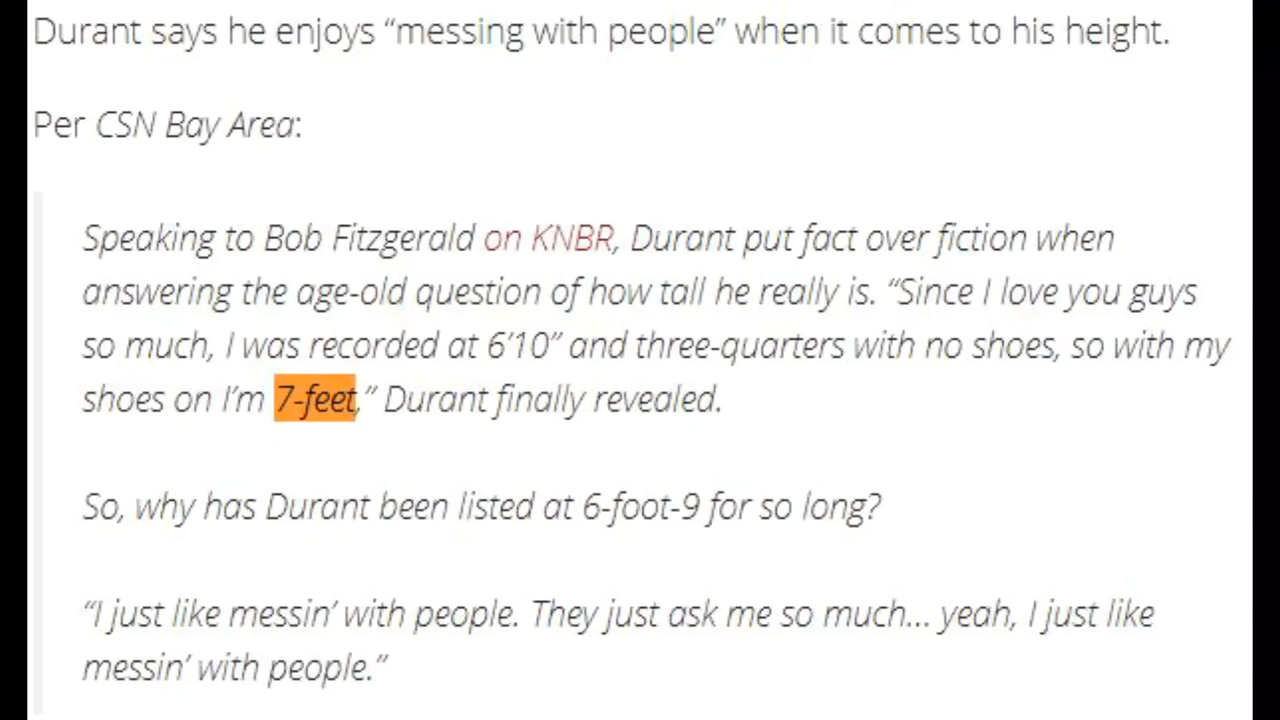 Durant says he enjoys “messing with people” when it comes to his height.
Per CSN Bay Area:
Speaking to Bob Fitzgerald on KNBR, Durant put fact over fiction when
answering the age-old question of how tall he really is. “Since I love you guys
so much, I was recorded at 6’10” and three-quarters with no shoes, so with my
shoes on I’m 7-feet,” Durant finally revealed.
So, why has Durant been listed at 6-foot-9 for so long?
“I just like messin’ with people. They just ask me so much... yeah, I just like
messin’ with people.”